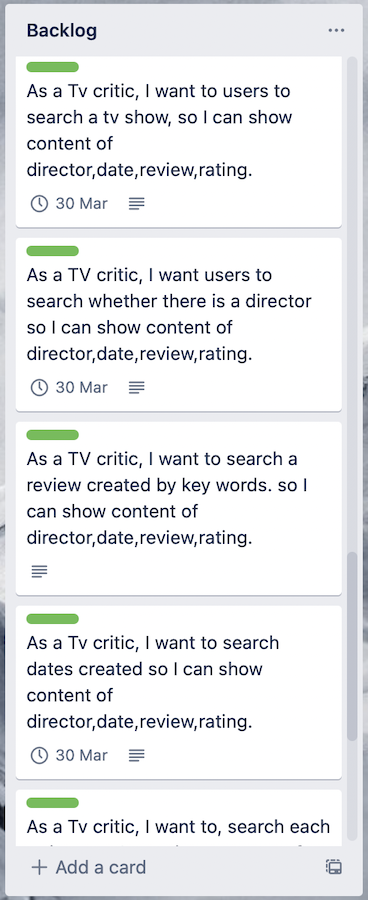 Backlog
As a Tv critic, I want to users to
search a tv show, so I can show
content of
director,date,review,rating.
30 Mar
As a TV critic, I want users to
search whether there is a director
so I can show content of
director,date,review,rating.
30 Mar
As a TV critic, I want to search a
review created by key words. so I
can show content of
director,date,review,rating.
As a Tv critic, I want to search
dates created so I can show
content of
director,date,review,rating.
30 Mar
As a Tv critic, I want to, search each
Add a card